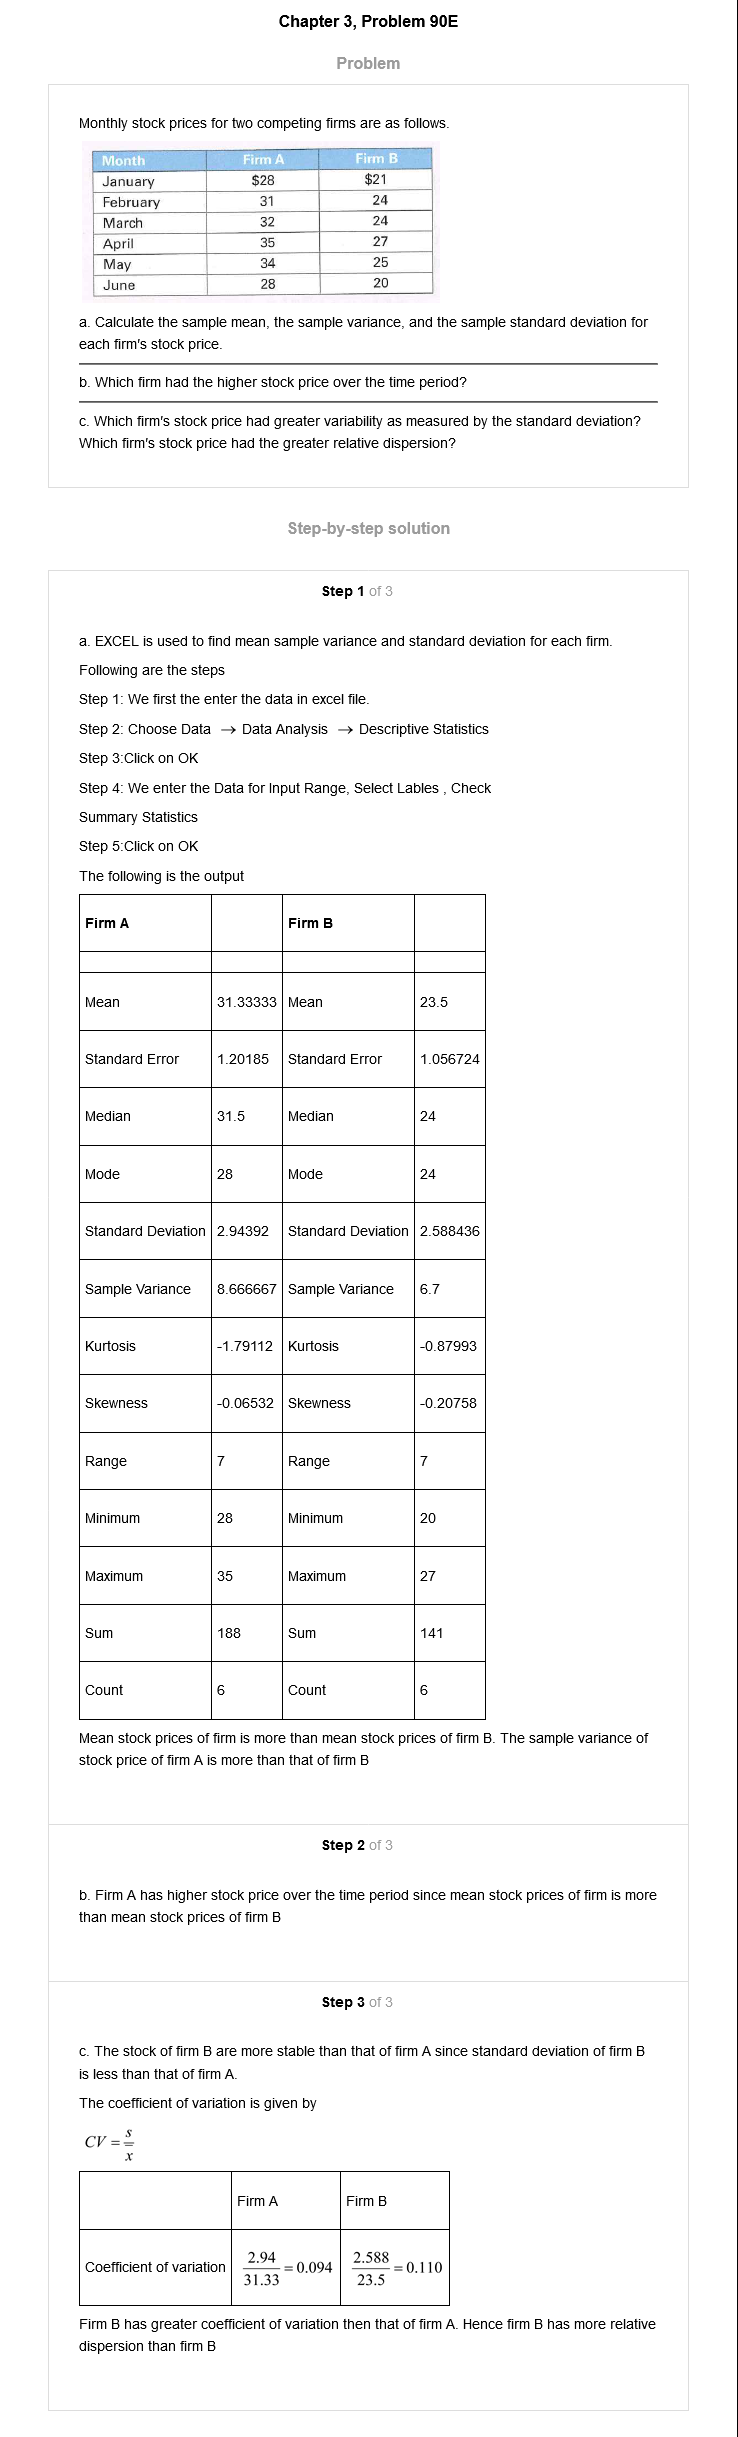 Chapter 3, Problem 90E
Problem
Monthly stock prices for two competing firms are as follows.
Month Firm A Firm B
January $28 $21
February 31 24
March 32 24
April 35 27
May 34 25
June 28 20
a. Calculate the sample mean, the sample variance, and the sample standard deviation for
each firm's stock price.
b. Which firm had the higher stock price over the time period?
c. Which firm's stock price had greater variability as measured by the standard deviation?
Which firm's stock price had the greater relative dispersion?
Step-by-step solution
Step 1 of 3
a. EXCEL is used to find mean sample variance and standard deviation for each firm.
Following are the steps
Step 1: We first the enter the data in excel file.
Step 2: Choose Data → Data Analysis → Descriptive Statistics
Step 3:Click on OK
Step 4: We enter the Data for Input Range, Select Lables , Check
Summary Statistics
Step 5:Click on OK
The following is the output
Firm A Firm B
Mean 31.33333 Mean 23.5
Standard Error 1.20185 Standard Error 1.056724
Median 31.5 Median 24
Mode 28 Mode 24
Standard Deviation 2.94392 Standard Deviation 2.588436
Sample Variance 8.666667 Sample Variance 6.7
Kurtosis -1.79112 Kurtosis -0.87993
Skewness -0.06532 Skewness -0.20758
Range 7 Range 7
Minimum 28 Minimum 20
Maximum 35 Maximum 27
Sum 188 Sum 141
Count 6 Count 6
Mean stock prices of firm is more than mean stock prices of firm B. The sample variance of
stock price of firm A is more than that of firm B
Step 2 of 3
b. Firm A has higher stock price over the time period since mean stock prices of firm is more
than mean stock prices of firm B
Step 3 of 3
c. The stock of firm B are more stable than that of firm A since standard deviation of firm B
is less than that of firm A.
The coefficient of variation is given by
CV = s/x̄
Firm A Firm B
Coefficient of variation 2.94/31.33 = 0.094 2.588/23.5 = 0.110
Firm B has greater coefficient of variation then that of firm A. Hence firm B has more relative
dispersion than firm B